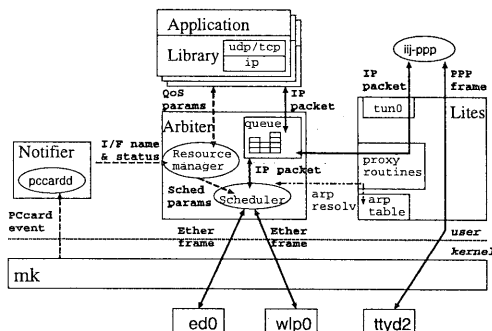 Application
Library
udp/tcp
ip
iij-ppp
IP
packet
PPP
frame
QoS
params
IP
packet
tun0
Lites
Arbiter
queue
Notifier
pccardd
I/F name
& status
Resource
manager
IP packet
proxy
routines
Sched
params
Scheduler
arp
resolv
arp
table
PCcard
event
Ether
frame
Ether
frame
user
kernel
mk
ed0
wlp0
ttyd2